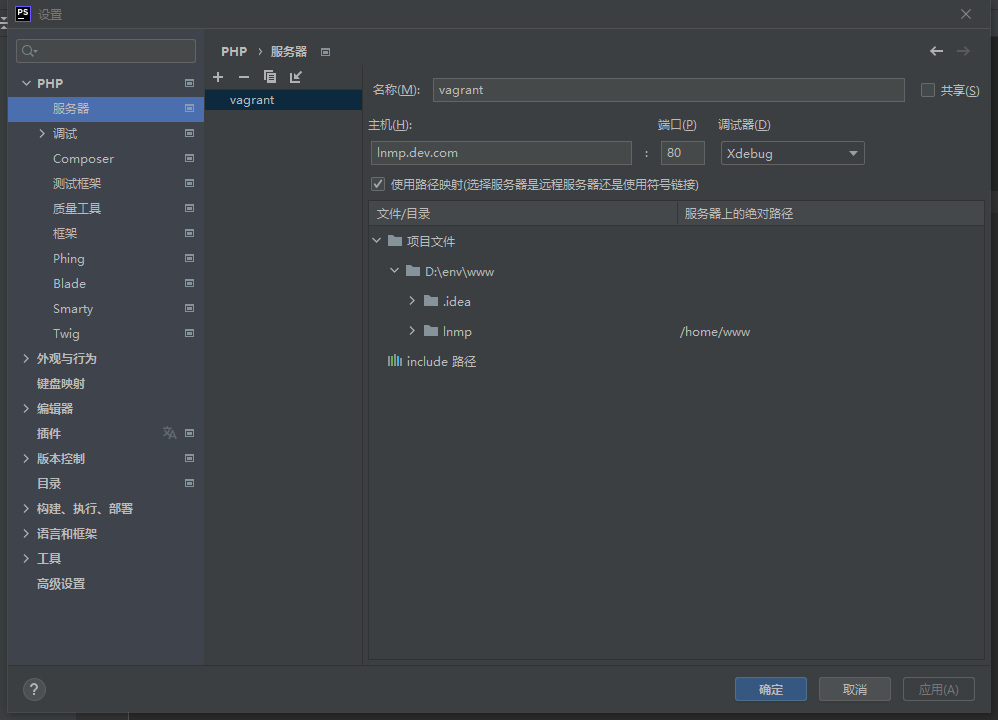 PS 设置
PHP › 服务器
PHP
服务器
调试
Composer
测试框架
质量工具
框架
Phing
Blade
Smarty
Twig
外观与行为
键盘映射
编辑器
插件
版本控制
目录
构建、执行、部署
语言和框架
工具
高级设置
vagrant
名称(M): vagrant 共享(S)
主机(H): 端口(P) 调试器(D)
lnmp.dev.com : 80 Xdebug
使用路径映射(选择服务器是远程服务器还是使用符号链接)
文件/目录 服务器上的绝对路径
项目文件
D:\env\www
.idea
lnmp /home/www
include 路径
? 确定 取消 应用(A)